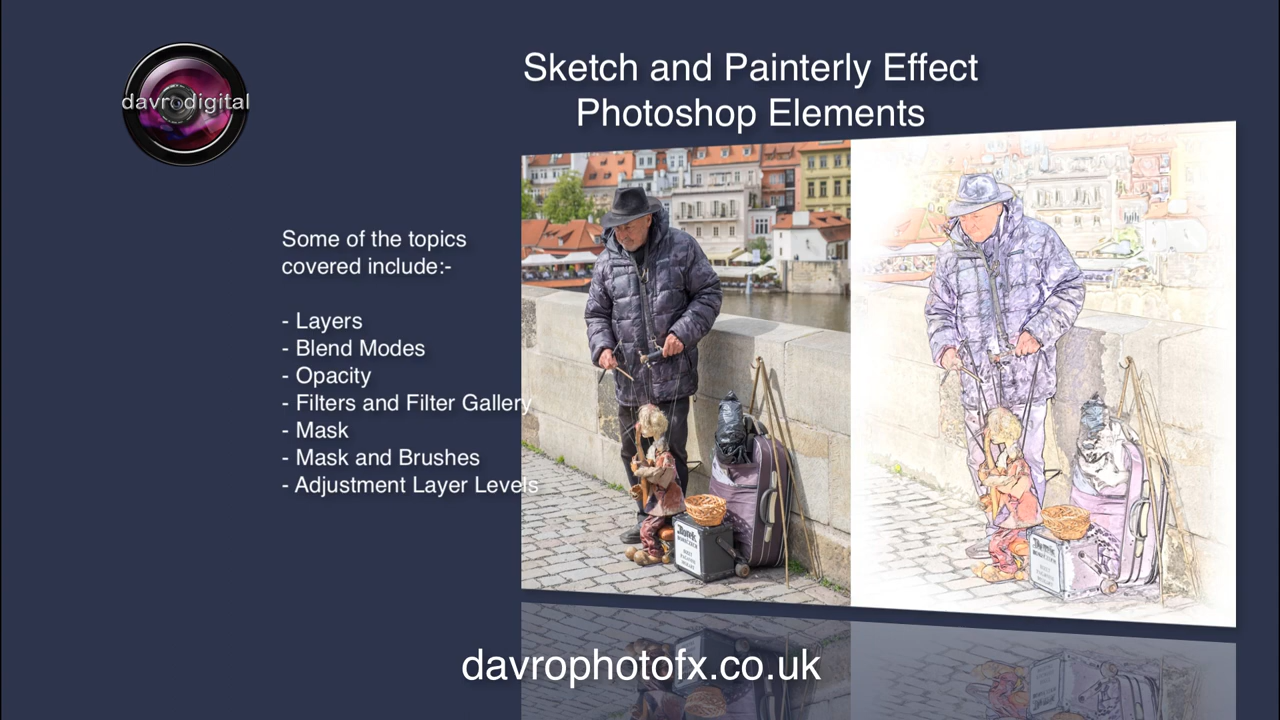 davrodigital
Sketch and Painterly Effect
Photoshop Elements
Some of the topics
covered include:-
- Layers
- Blend Modes
- Opacity
- Filters and Filter Gallery
- Mask
- Mask and Brushes
- Adjustment Layer Levels
davrophotofx.co.uk